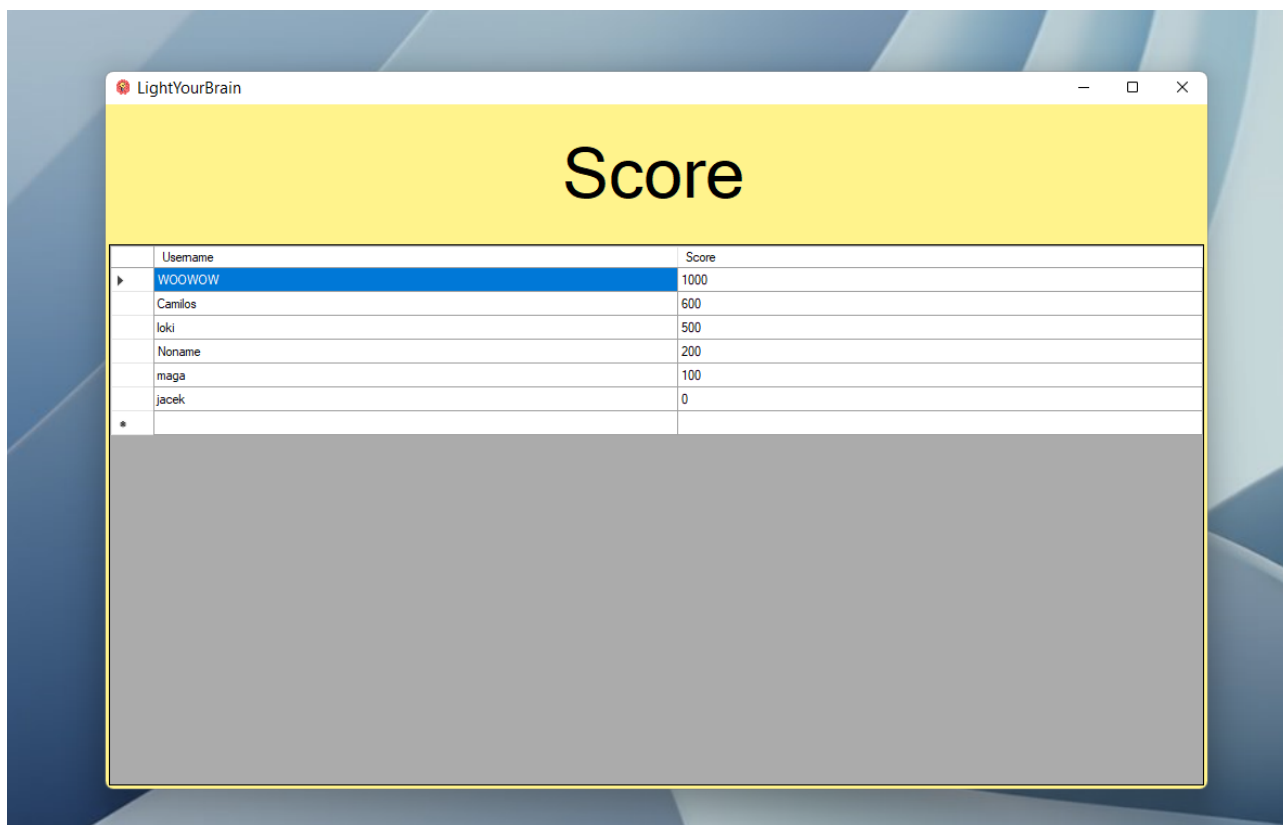 LightYourBrain
Score
Username Score
WOOWOW 1000
Camilos 600
loki 500
Noname 200
maga 100
jacek 0